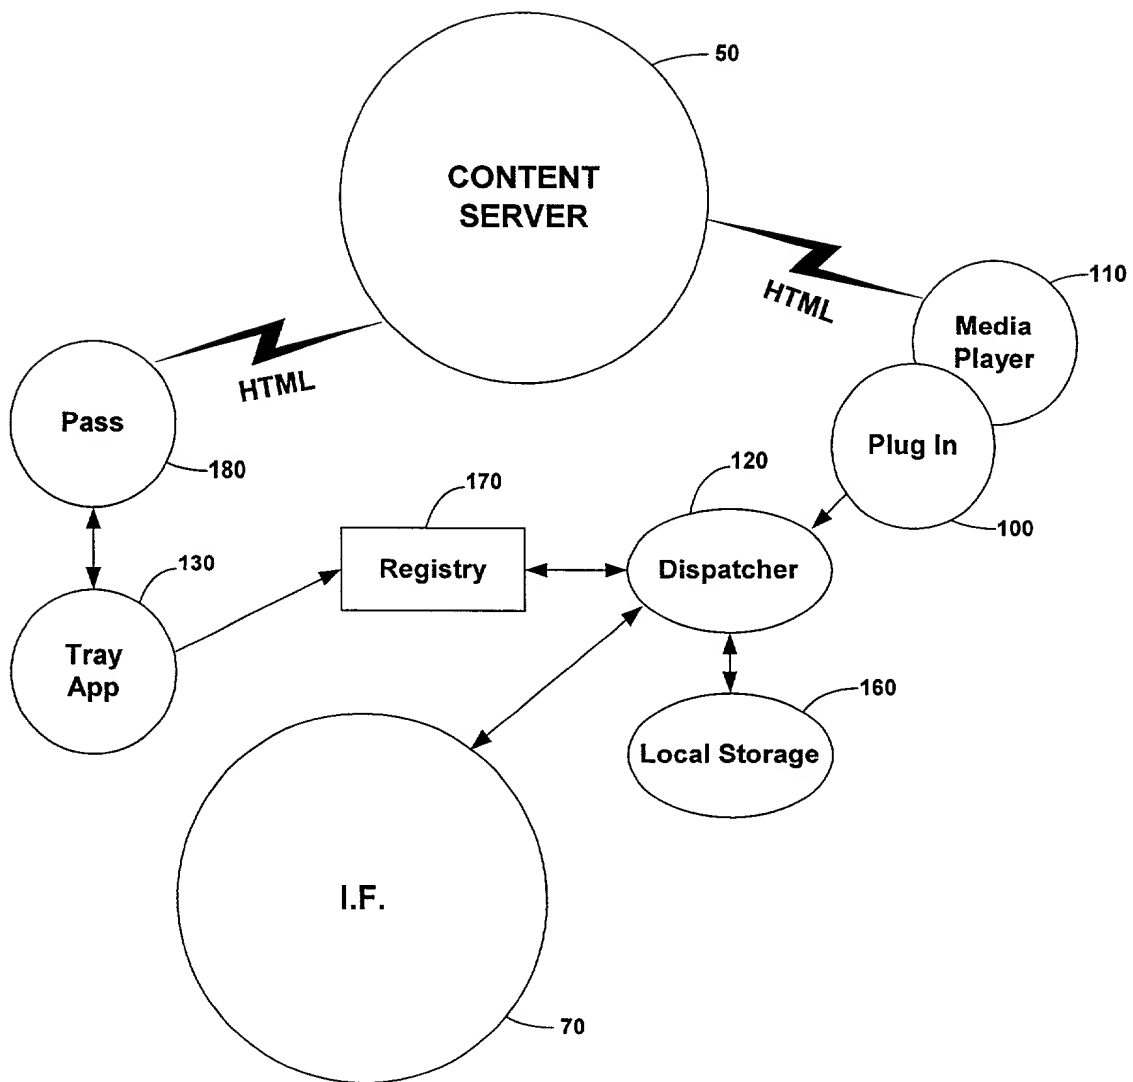 50
CONTENT
SERVER
HTML
110
Media
Player
HTML
Pass
180
Plug In
100
120
170
Registry
Dispatcher
130
Tray
App
160
Local Storage
I.F.
70